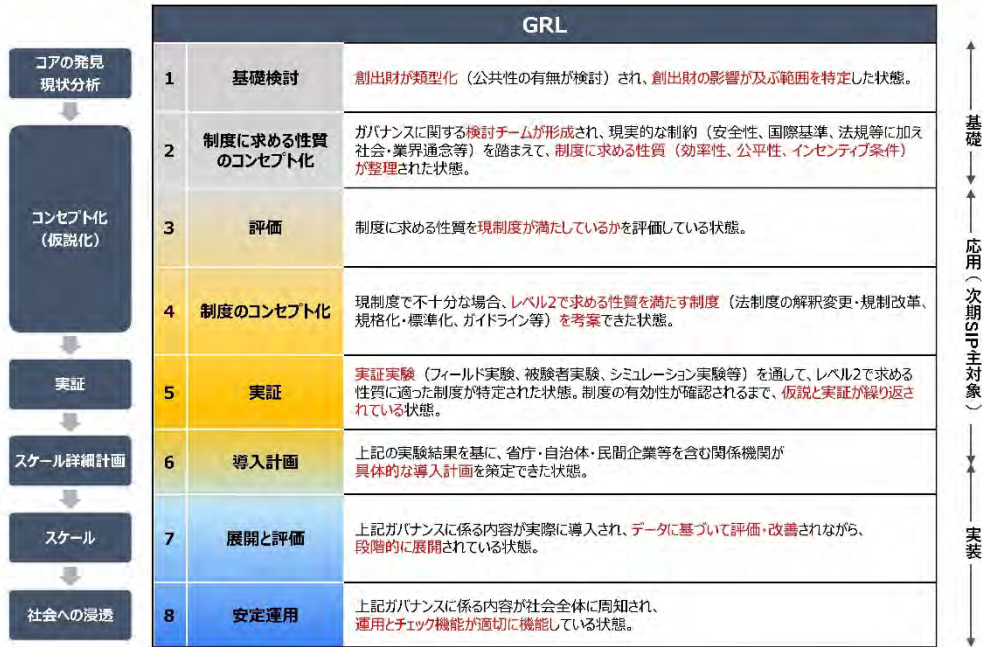 GRL
コアの発見
現状分析
1
基礎検討
創出財が類型化（公共性の有無が検討）され、創出財の影響が及ぶ範囲を特定した状態。
コンセプト化
（仮説化）
2
制度に求める性質
のコンセプト化
ガバナンスに関する検討チームが形成され、現実的な制約（安全性、国際基準、法規等に加え
社会・業界通念等）を踏まえて、制度に求める性質（効率性、公平性、インセンティブ条件）
が整理された状態。
3
評価
制度に求める性質を現制度が満たしているかを評価している状態。
4
制度のコンセプト化
現制度で不十分な場合、レベル2で求める性質を満たす制度（法制度の解釈変更・規制改革、
規格化・標準化、ガイドライン等）を考案できた状態。
実証
5
実証
実証実験（フィールド実験、被験者実験、シミュレーション実験等）を通して、レベル2で求める
性質に適った制度が特定された状態。制度の有効性が確認されるまで、仮説と実証が繰り返さ
れている状態。
スケール詳細計画
6
導入計画
上記の実験結果を基に、省庁・自治体・民間企業等を含む関係機関が
具体的な導入計画を策定できた状態。
スケール
7
展開と評価
上記ガバナンスに係る内容が実際に導入され、データに基づいて評価・改善されながら、
段階的に展開されている状態。
社会への浸透
8
安定運用
上記ガバナンスに係る内容が社会全体に周知され、
運用とチェック機能が適切に機能している状態。
基礎
応用（次期SIP主対象）
実装